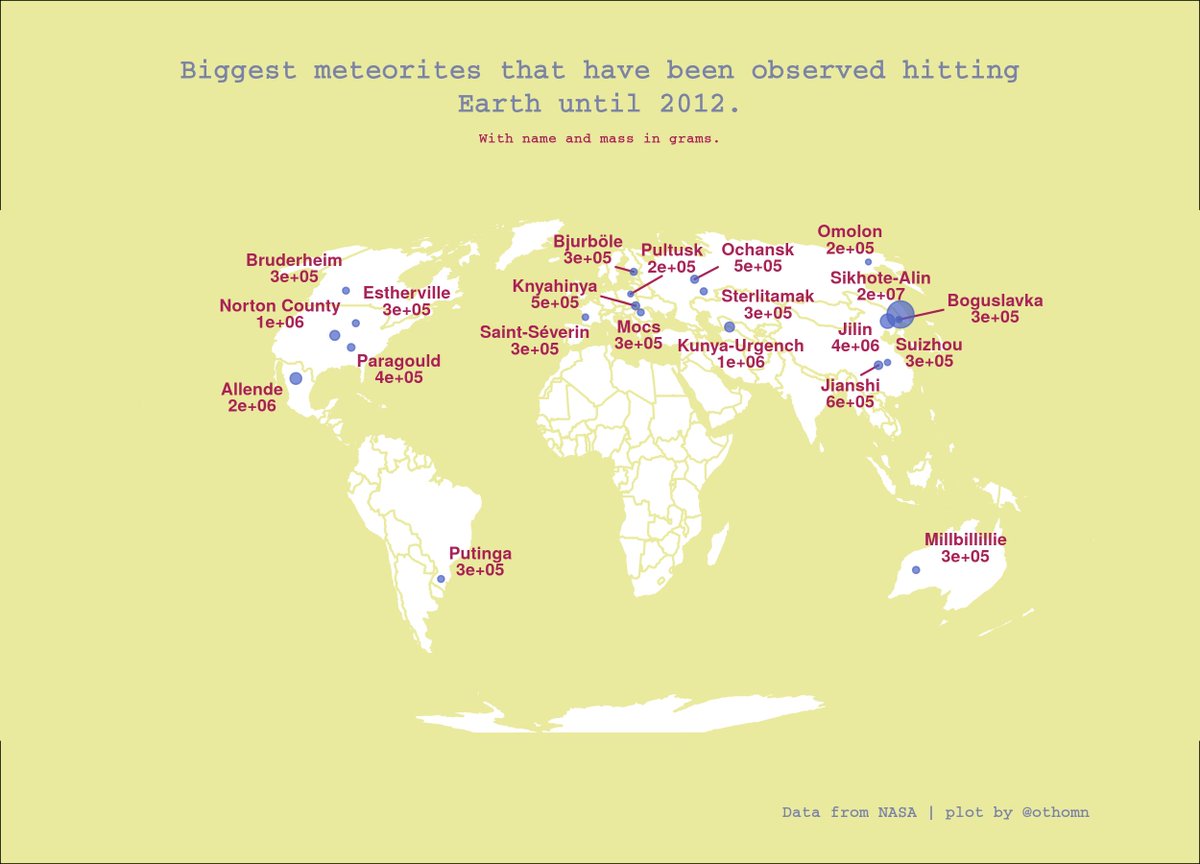 Biggest meteorites that have been observed hitting
Earth until 2012.
With name and mass in grams.
Omolon
2e+05
Bjurböle
3e+05
Pultusk
2e+05
Ochansk
5e+05
Bruderheim
3e+05
Sikhote-Alin
2e+07
Knyahinya
5e+05
Estherville
3e+05
Sterlitamak
3e+05
Boguslavka
3e+05
Norton County
1e+06
Saint-Séverin
3e+05
Mocs
3e+05
Jilin
4e+06
Kunya-Urgench
1e+06
Suizhou
3e+05
Paragould
4e+05
Allende
2e+06
Jianshi
6e+05
Millbillillie
3e+05
Putinga
3e+05
Data from NASA | plot by @othomn